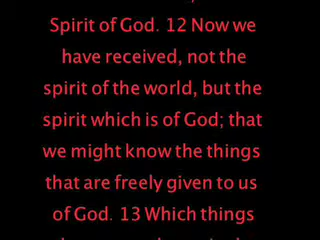 Spirit of God. 12 Now we
have received, not the
spirit of the world, but the
spirit which is of God; that
we might know the things
that are freely given to us
of God. 13 Which things